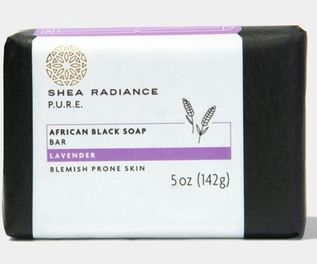 SHEA RADIANCE
P.U.R.E.
AFRICAN BLACK SOAP
BAR
LAVENDER
BLEMISH PRONE SKIN
5 oz (142g)